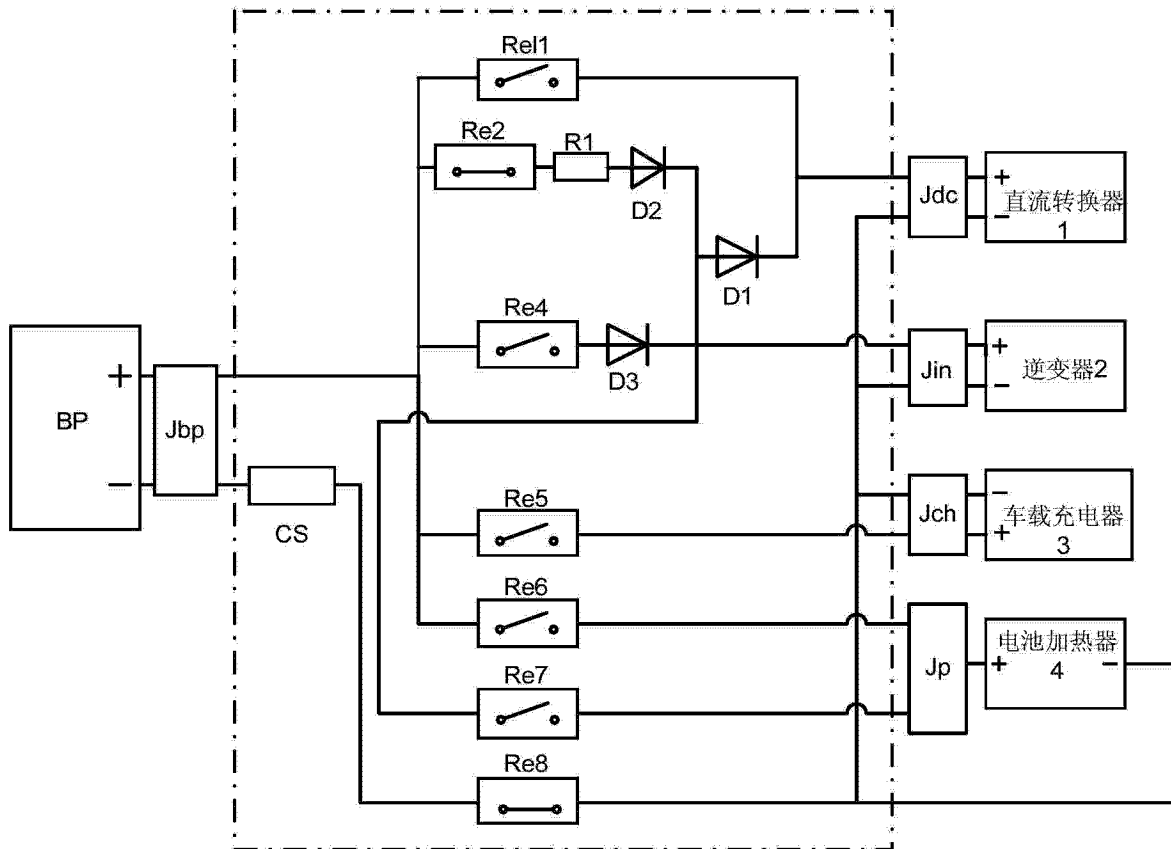 Rel1
Re2
R1
D2
Jdc
+
−
直流转换器
1
D1
Re4
D3
Jin
+
−
逆变器2
BP
+
−
Jbp
CS
Re5
Jch
−
+
车载充电器
3
Re6
Jp
+
−
电池加热器
4
Re7
Re8